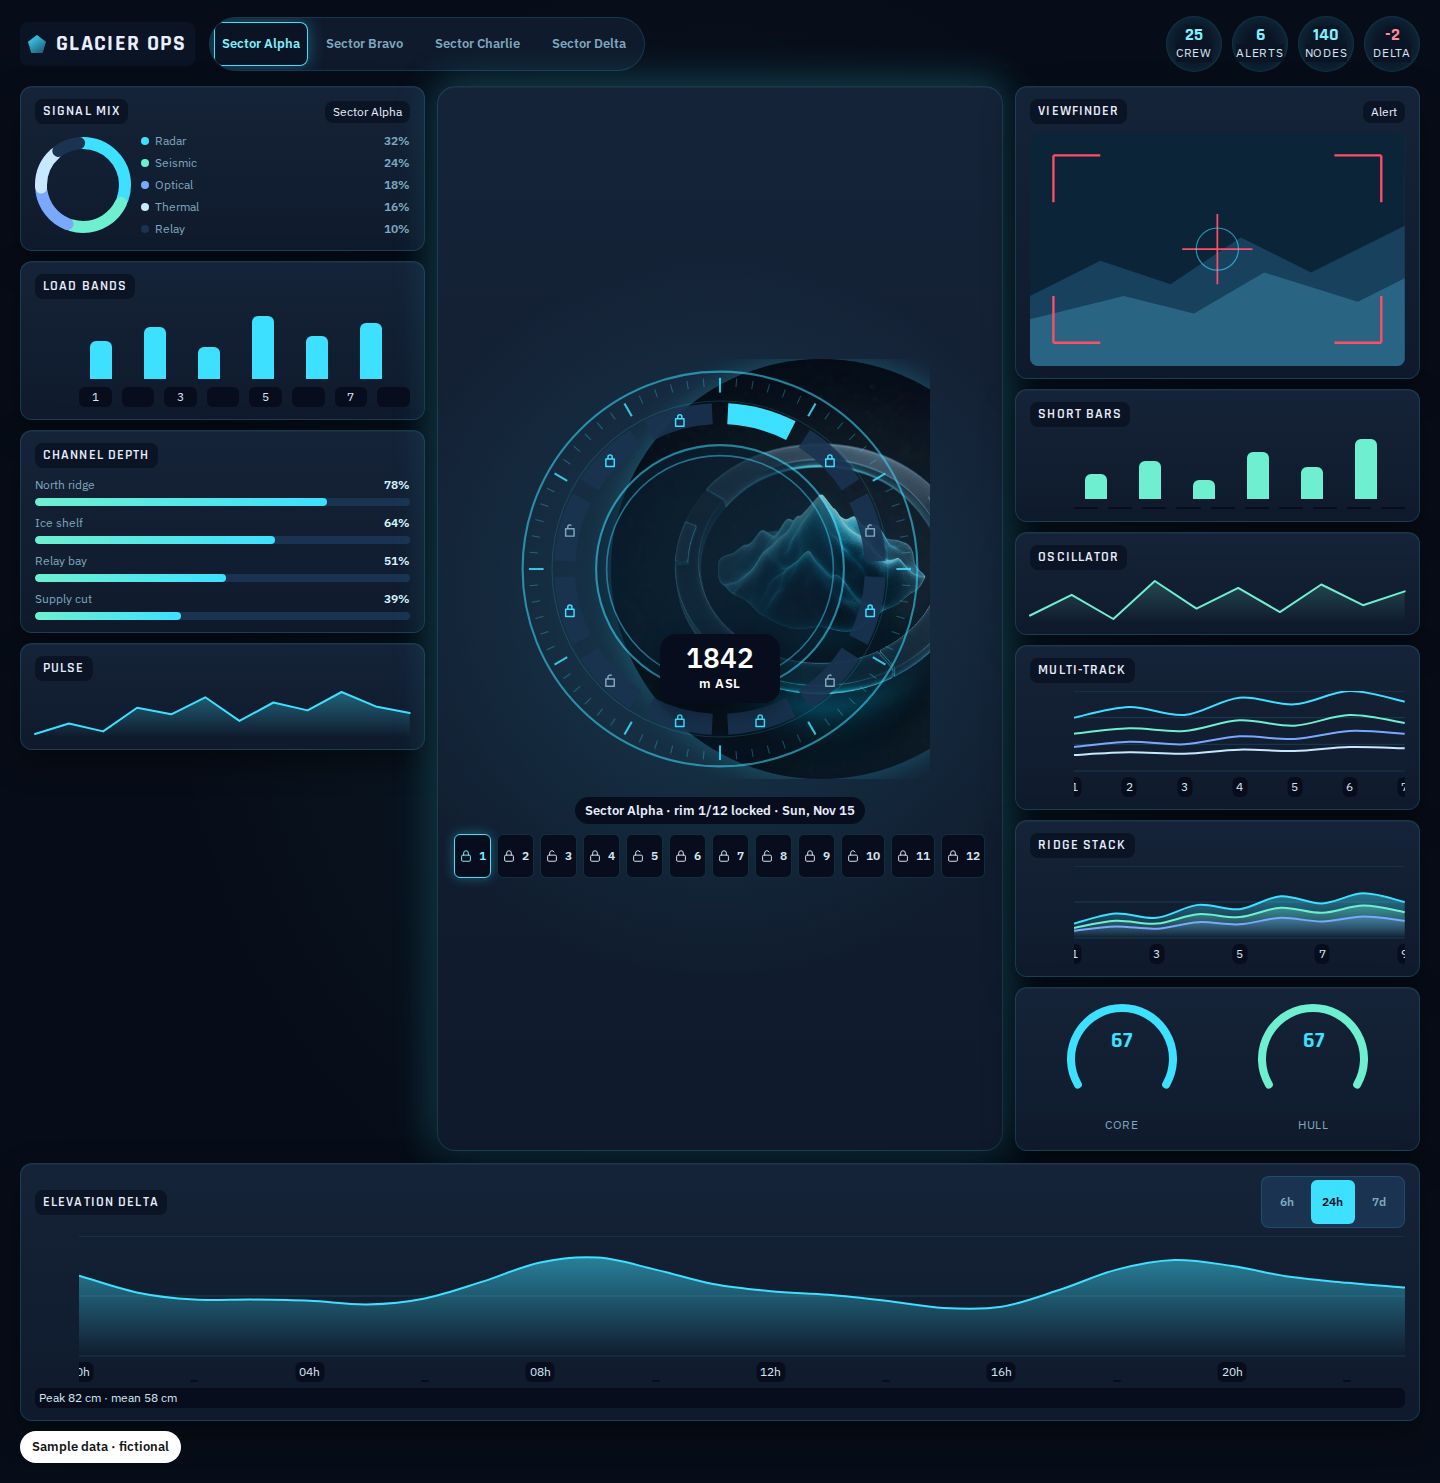 GLACIER OPS
Sector Alpha
Sector Bravo
Sector Charlie
Sector Delta
25
CREW
6
ALERTS
140
NODES
-2
DELTA
SIGNAL MIX
Sector Alpha
Radar 32%
Seismic 24%
Optical 18%
Thermal 16%
Relay 10%
LOAD BANDS
1 3 5 7
CHANNEL DEPTH
North ridge 78%
Ice shelf 64%
Relay bay 51%
Supply cut 39%
PULSE
1842
m ASL
Sector Alpha · rim 1/12 locked · Sun, Nov 15
1 2 3 4 5 6 7 8 9 10 11 12
VIEWFINDER
Alert
SHORT BARS
OSCILLATOR
MULTI-TRACK
1 2 3 4 5 6 7
RIDGE STACK
1 3 5 7 9
67
CORE
67
HULL
ELEVATION DELTA
6h 24h 7d
0h 04h 08h 12h 16h 20h
Peak 82 cm · mean 58 cm
Sample data · fictional